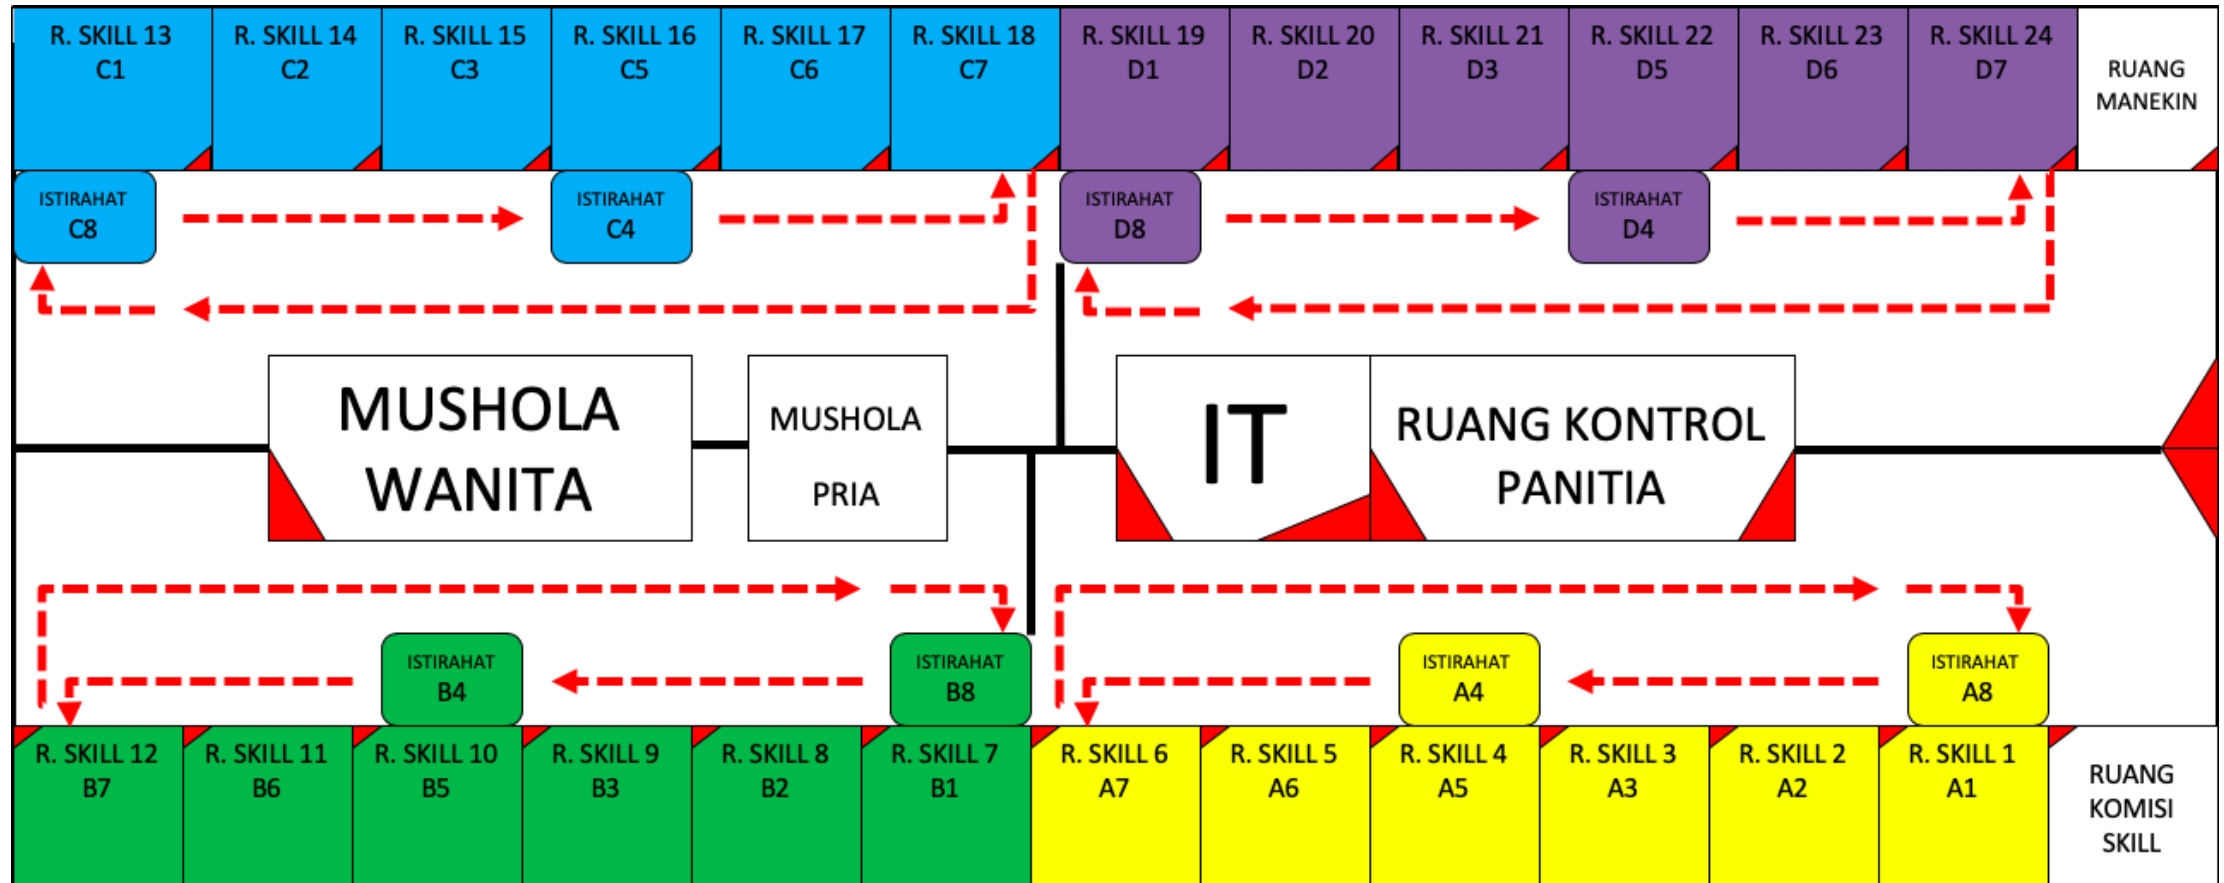 R. SKILL 13
C1
R. SKILL 14
C2
R. SKILL 15
C3
R. SKILL 16
C5
R. SKILL 17
C6
R. SKILL 18
C7
R. SKILL 19
D1
R. SKILL 20
D2
R. SKILL 21
D3
R. SKILL 22
D5
R. SKILL 23
D6
R. SKILL 24
D7
RUANG
MANEKIN
ISTIRAHAT
C8
ISTIRAHAT
C4
ISTIRAHAT
D8
ISTIRAHAT
D4
MUSHOLA
WANITA
MUSHOLA
PRIA
IT
RUANG KONTROL
PANITIA
ISTIRAHAT
B4
ISTIRAHAT
B8
ISTIRAHAT
A4
ISTIRAHAT
A8
R. SKILL 12
B7
R. SKILL 11
B6
R. SKILL 10
B5
R. SKILL 9
B3
R. SKILL 8
B2
R. SKILL 7
B1
R. SKILL 6
A7
R. SKILL 5
A6
R. SKILL 4
A5
R. SKILL 3
A3
R. SKILL 2
A2
R. SKILL 1
A1
RUANG
KOMISI
SKILL